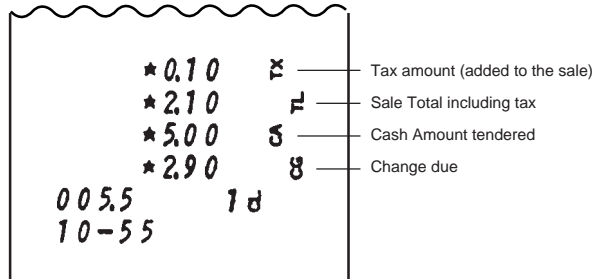 ★0.10 TX Tax amount (added to the sale)
★2.10 TL Sale Total including tax
★5.00 CA Cash Amount tendered
★2.90 CG Change due
005.5 1d
10-55